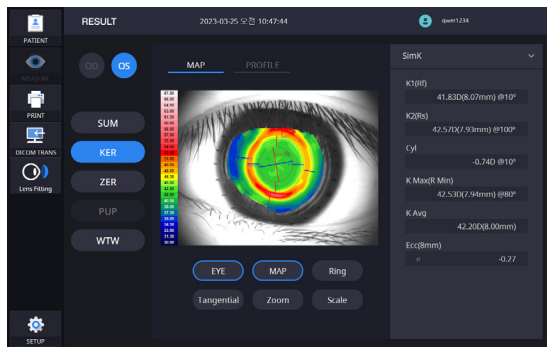 RESULT
2023-03-25 오전 10:47:44
qwer1234
PATIENT
MEASURE
PRINT
DICOM TRANS
Lens Fitting
SETUP
OD
OS
SUM
KER
ZER
PUP
WTW
MAP
PROFILE
EYE
MAP
Ring
Tangential
Zoom
Scale
SimK
K1(Rf)
41.83D(8.07mm) @10°
K2(Rs)
42.57D(7.93mm) @100°
Cyl
-0.74D @10°
K Max(R Min)
42.53D(7.94mm) @80°
K Avg
42.20D(8.00mm)
Ecc(8mm)
e -0.27